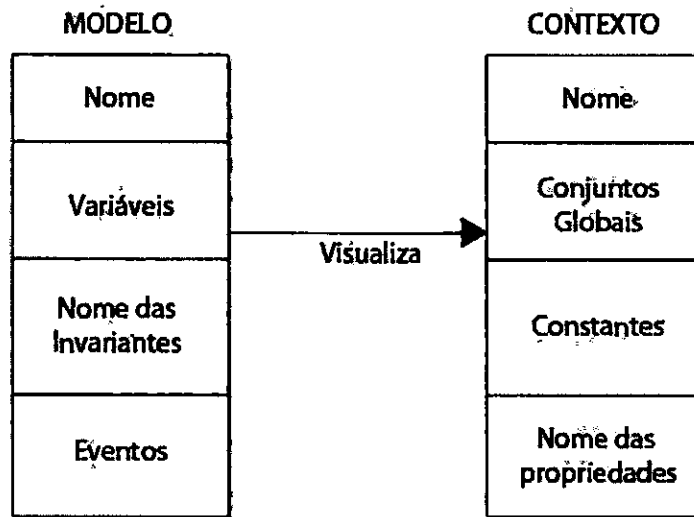 MODELO
Nome
Variáveis
Nome das
Invariantes
Eventos
Visualiza
CONTEXTO
Nome
Conjuntos
Globais
Constantes
Nome das
propriedades